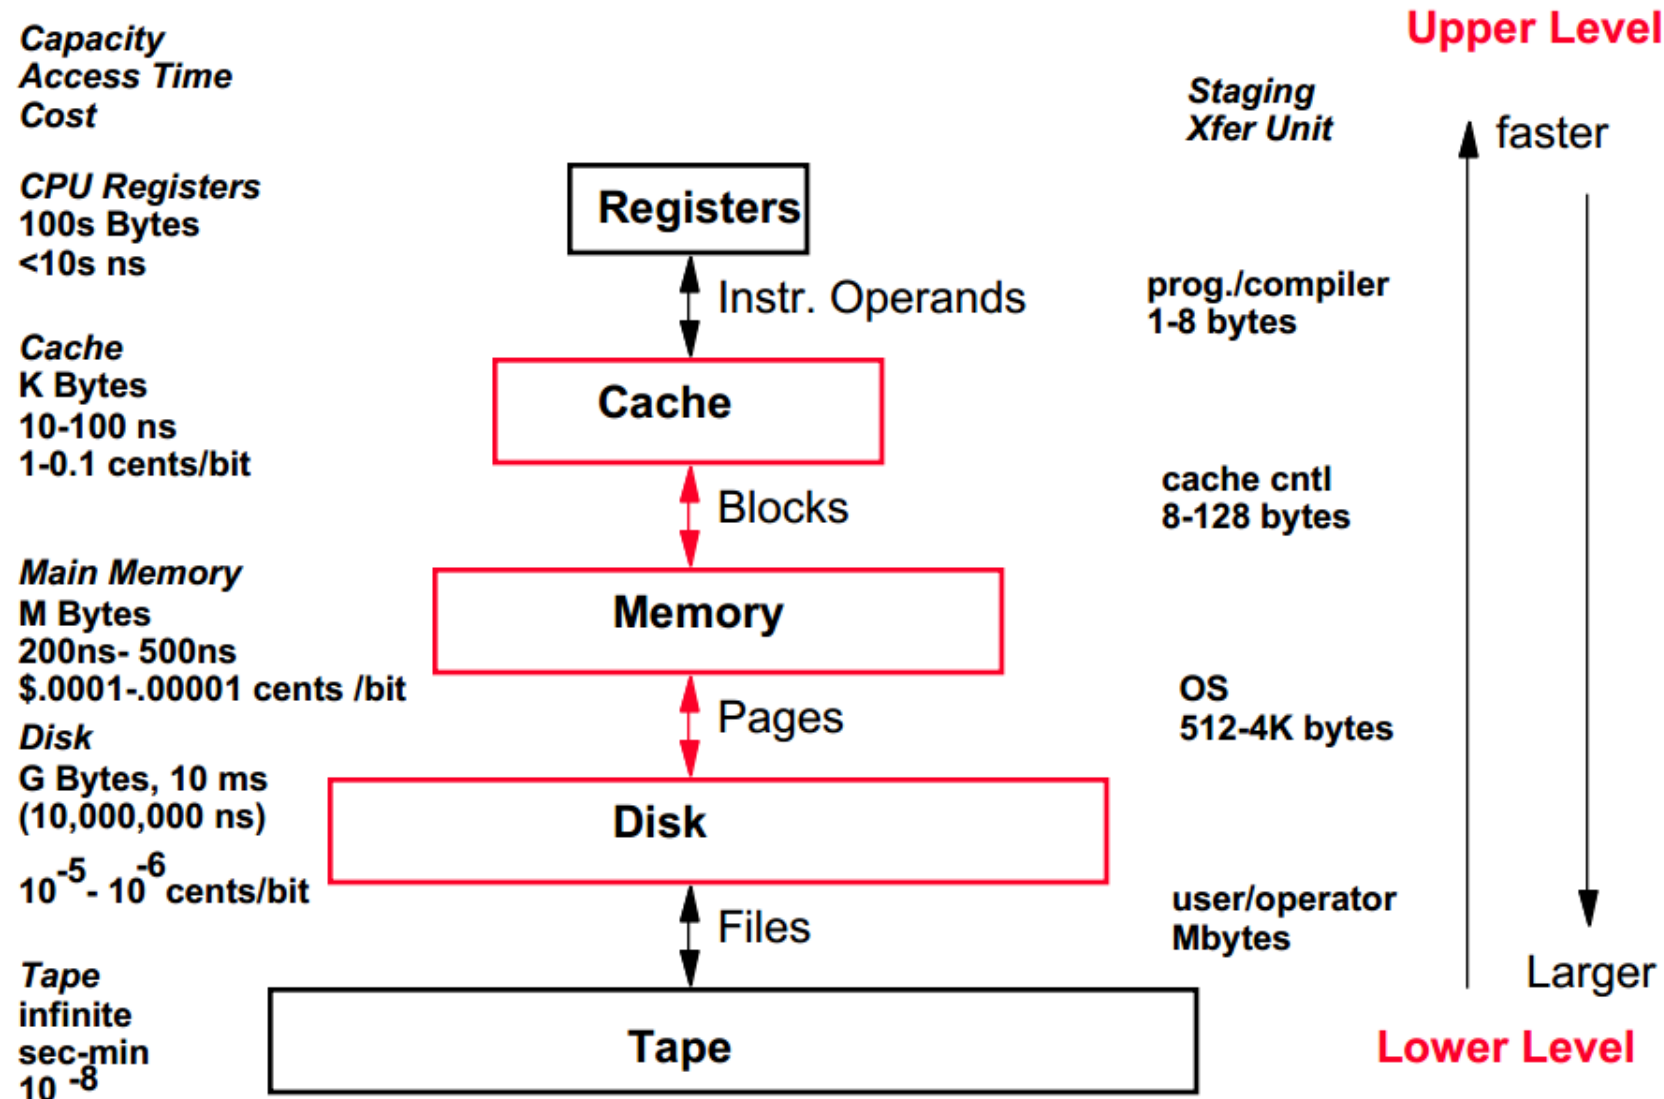 Capacity
Access Time
Cost
Upper Level
Staging
Xfer Unit
faster
CPU Registers
100s Bytes
<10s ns
Registers
Instr. Operands
prog./compiler
1-8 bytes
Cache
K Bytes
10-100 ns
1-0.1 cents/bit
Cache
Blocks
cache cntl
8-128 bytes
Main Memory
M Bytes
200ns- 500ns
$.0001-.00001 cents /bit
Memory
Pages
OS
512-4K bytes
Disk
G Bytes, 10 ms
(10,000,000 ns)
10^-5 - 10^-6 cents/bit
Disk
Files
user/operator
Mbytes
Larger
Tape
infinite
sec-min
10^-8
Tape
Lower Level